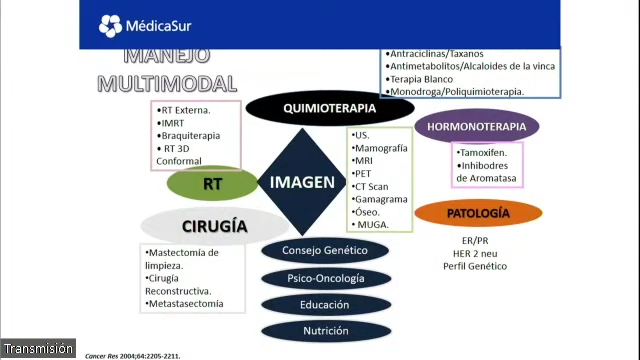 MédicaSur
MANEJO
MULTIMODAL
•Antraciclinas/Taxanos
•Antimetabolitos/Alcaloides de la vinca
•Terapia Blanco
•Monodroga/Poliquimioterapia.
QUIMIOTERAPIA
•RT Externa.
•IMRT
•Braquiterapia
• RT 3D
Conformal
RT
IMAGEN
•US.
•Mamografía
•MRI
•PET
•CT Scan
•Gamagrama
•Óseo.
• MUGA.
HORMONOTERAPIA
•Tamoxifen.
•Inhibdores
de Aromatasa
CIRUGÍA
•Mastectomía de
limpieza.
•Cirugía
Reconstructiva.
•Metastasectomía
PATOLOGÍA
ER/PR
HER 2 neu
Perfil Genético
Consejo Genético
Psico-Oncología
Educación
Nutrición
Transmisión
Cancer Res 2004;64:2205-2211.